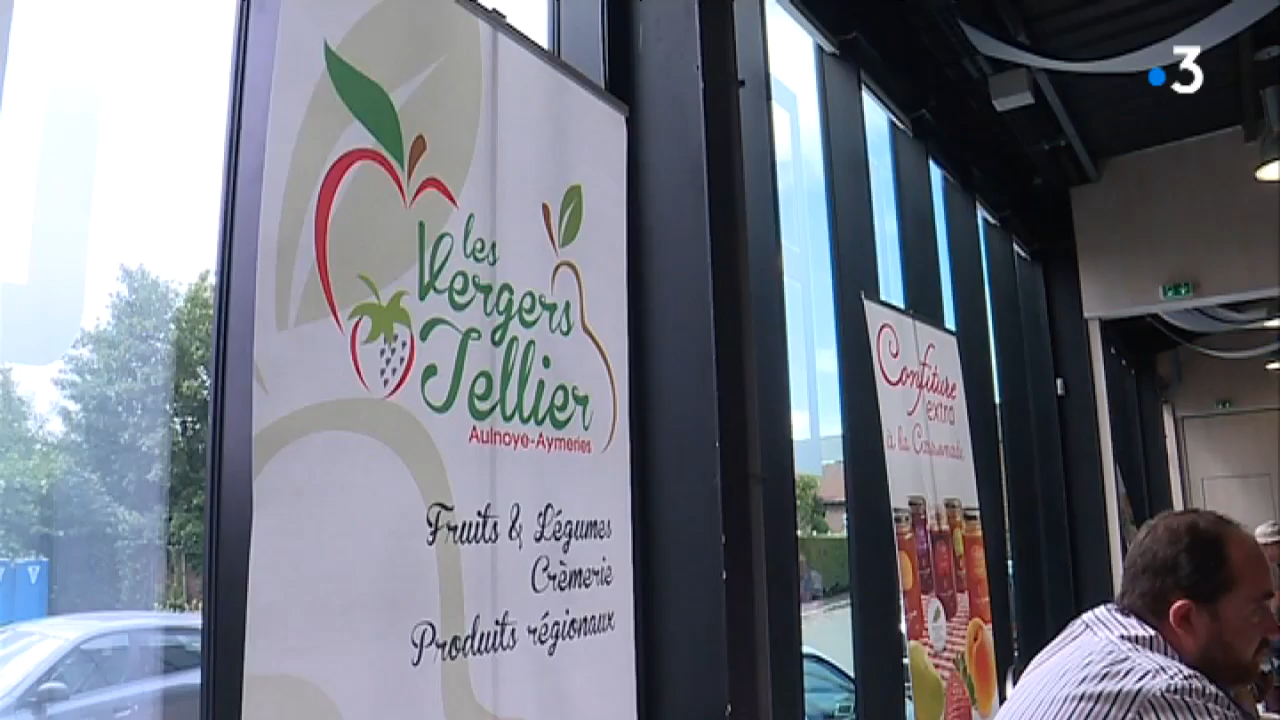 3
les
Vergers
Tellier
Aulnoye-Aymeries
Fruits & Légumes
Crèmerie
Produits régionaux
Confiture
extra
à la Cassonade